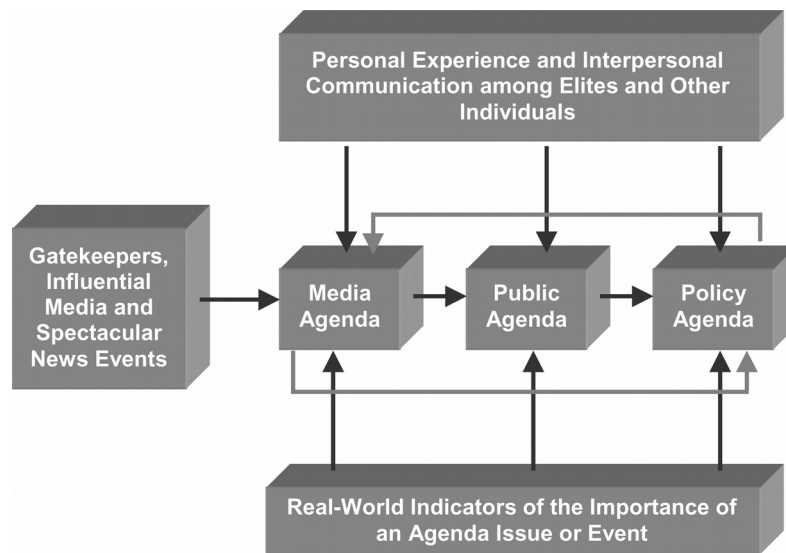 Personal Experience and Interpersonal
Communication among Elites and Other
Individuals
Gatekeepers,
Influential
Media and
Spectacular
News Events
Media
Agenda
Public
Agenda
Policy
Agenda
Real-World Indicators of the Importance of
an Agenda Issue or Event